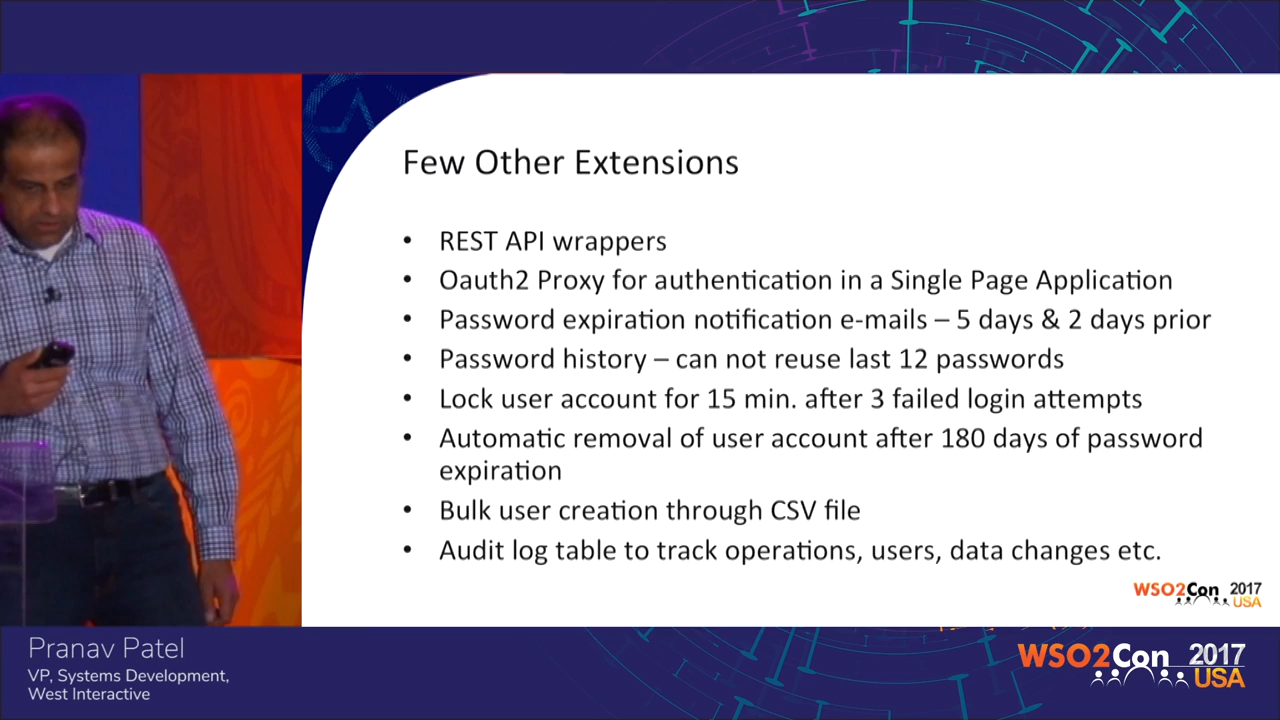 Few Other Extensions
• REST API wrappers
• Oauth2 Proxy for authentication in a Single Page Application
• Password expiration notification e-mails – 5 days & 2 days prior
• Password history – can not reuse last 12 passwords
• Lock user account for 15 min. after 3 failed login attempts
• Automatic removal of user account after 180 days of password
expiration
• Bulk user creation through CSV file
• Audit log table to track operations, users, data changes etc.
WSO2Con 2017
USA
Pranav Patel
VP, Systems Development,
West Interactive
WSO2Con 2017
USA